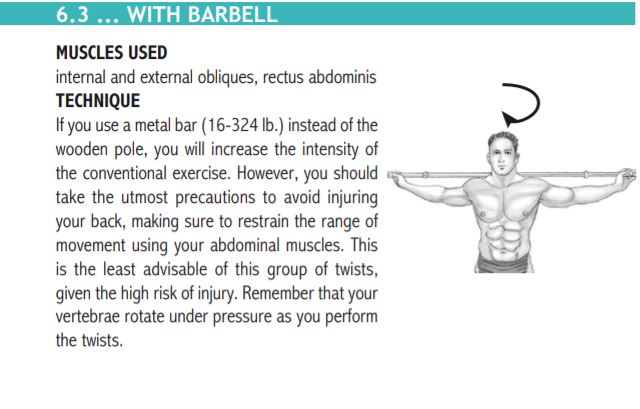 6.3 ... WITH BARBELL
MUSCLES USED
internal and external obliques, rectus abdominis
TECHNIQUE
If you use a metal bar (16-324 lb.) instead of the
wooden pole, you will increase the intensity of
the conventional exercise. However, you should
take the utmost precautions to avoid injuring
your back, making sure to restrain the range of
movement using your abdominal muscles. This
is the least advisable of this group of twists,
given the high risk of injury. Remember that your
vertebrae rotate under pressure as you perform
the twists.